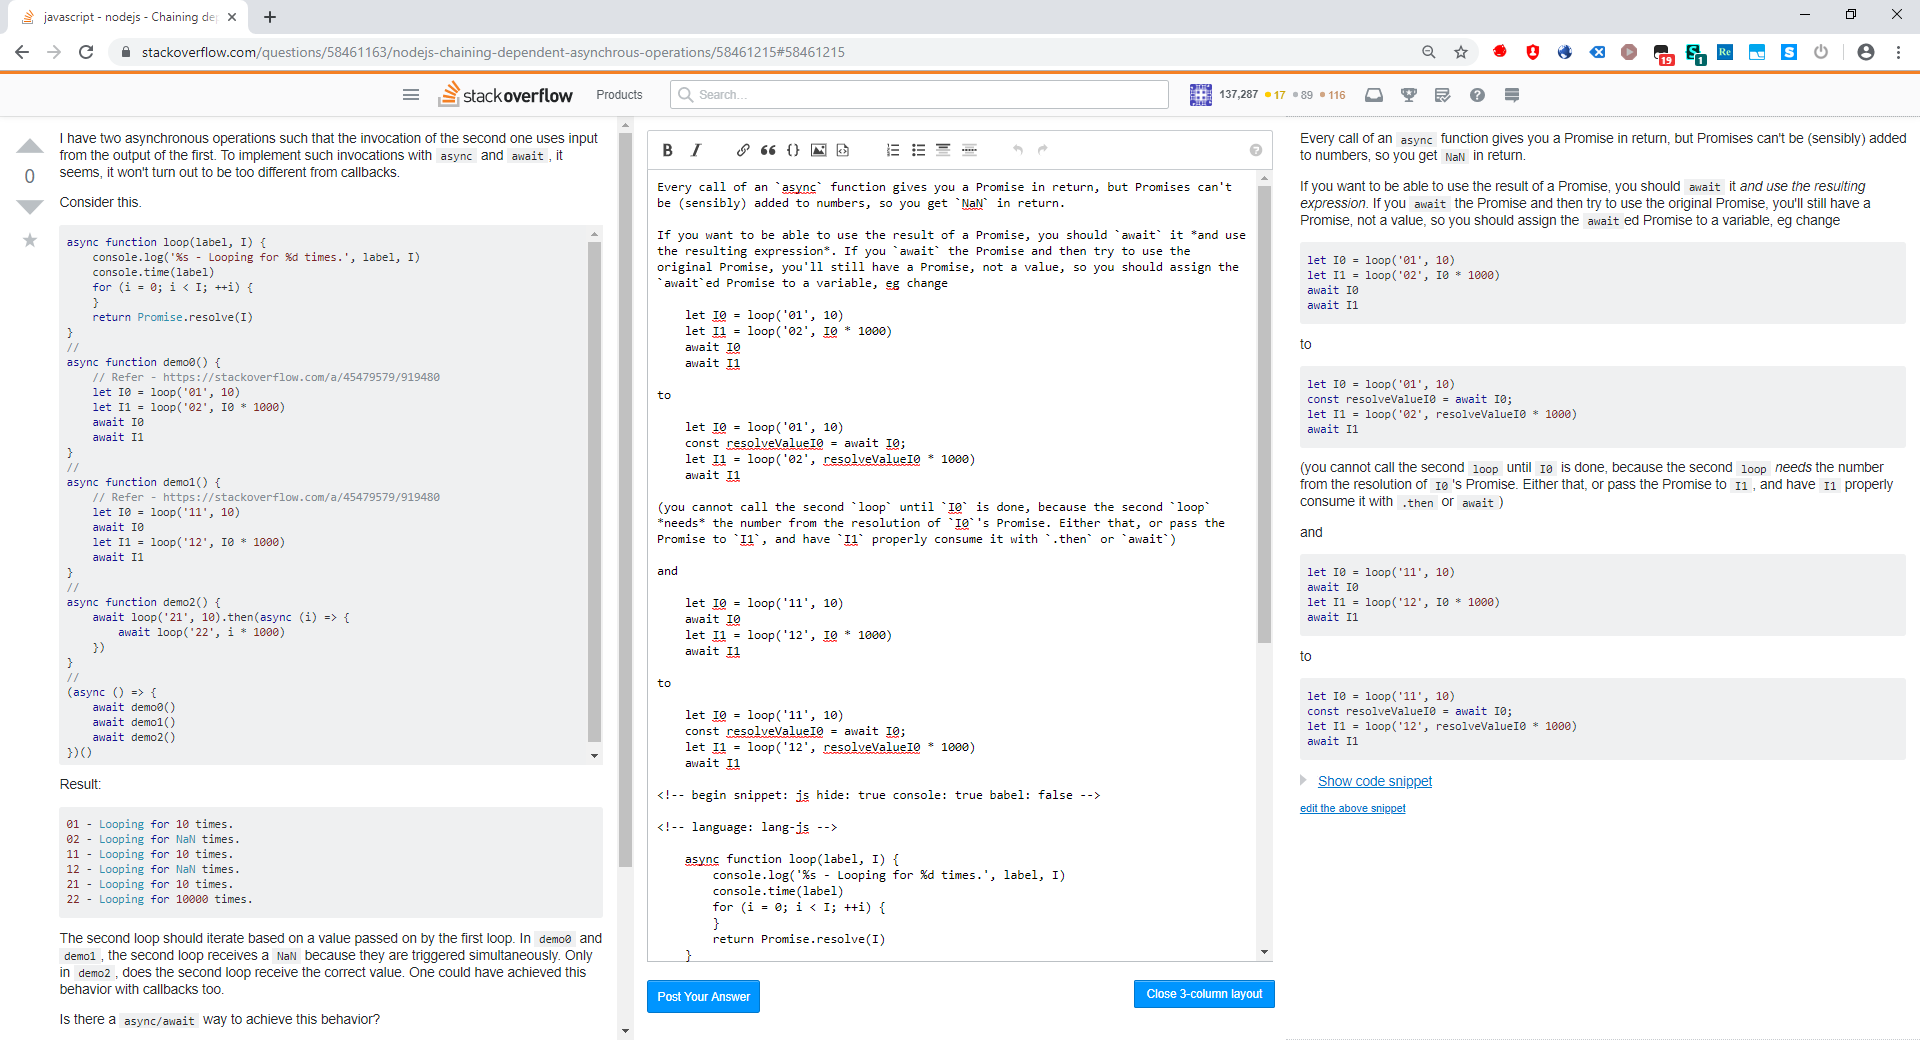 javascript - nodejs - Chaining de
stackoverflow.com/questions/58461163/nodejs-chaining-dependent-asynchrous-operations/58461215#58461215
19
1
Re
S
stackoverflow
Products
Search...
137,287 17 89 116
0
I have two asynchronous operations such that the invocation of the second one uses input
from the output of the first. To implement such invocations with async and await, it
seems, it won't turn out to be too different from callbacks.
Consider this.
async function loop(label, I) {
    console.log('%s - Looping for %d times.', label, I)
    console.time(label)
    for (i = 0; i < I; ++i) {
    }
    return Promise.resolve(I)
}
//
async function demo0() {
    // Refer - https://stackoverflow.com/a/45479579/919480
    let I0 = loop('01', 10)
    let I1 = loop('02', I0 * 1000)
    await I0
    await I1
}
//
async function demo1() {
    // Refer - https://stackoverflow.com/a/45479579/919480
    let I0 = loop('11', 10)
    await I0
    let I1 = loop('12', I0 * 1000)
    await I1
}
//
async function demo2() {
    await loop('21', 10).then(async (i) => {
        await loop('22', i * 1000)
    })
}
//
(async () => {
    await demo0()
    await demo1()
    await demo2()
})()
Result:
01 - Looping for 10 times.
02 - Looping for NaN times.
11 - Looping for 10 times.
12 - Looping for NaN times.
21 - Looping for 10 times.
22 - Looping for 10000 times.
The second loop should iterate based on a value passed on by the first loop. In demo0 and
demo1, the second loop receives a NaN because they are triggered simultaneously. Only
in demo2, does the second loop receive the correct value. One could have achieved this
behavior with callbacks too.
Is there a async/await way to achieve this behavior?
B I
Every call of an `async` function gives you a Promise in return, but Promises can't
be (sensibly) added to numbers, so you get `NaN` in return.
If you want to be able to use the result of a Promise, you should `await` it *and use
the resulting expression*. If you `await` the Promise and then try to use the
original Promise, you'll still have a Promise, not a value, so you should assign the
`await`ed Promise to a variable, eg change
    let I0 = loop('01', 10)
    let I1 = loop('02', I0 * 1000)
    await I0
    await I1
to
    let I0 = loop('01', 10)
    const resolveValueI0 = await I0;
    let I1 = loop('02', resolveValueI0 * 1000)
    await I1
(you cannot call the second `loop` until `I0` is done, because the second `loop`
*needs* the number from the resolution of `I0`'s Promise. Either that, or pass the
Promise to `I1`, and have `I1` properly consume it with `.then` or `await`)
and
    let I0 = loop('11', 10)
    await I0
    let I1 = loop('12', I0 * 1000)
    await I1
to
    let I0 = loop('11', 10)
    const resolveValueI0 = await I0;
    let I1 = loop('12', resolveValueI0 * 1000)
    await I1
<!-- begin snippet: js hide: true console: true babel: false -->
<!-- language: lang-js -->
    async function loop(label, I) {
        console.log('%s - Looping for %d times.', label, I)
        console.time(label)
        for (i = 0; i < I; ++i) {
        }
        return Promise.resolve(I)
    }
Post Your Answer
Close 3-column layout
Every call of an async function gives you a Promise in return, but Promises can't be (sensibly) added
to numbers, so you get NaN in return.
If you want to be able to use the result of a Promise, you should await it and use the resulting
expression. If you await the Promise and then try to use the original Promise, you'll still have a
Promise, not a value, so you should assign the await ed Promise to a variable, eg change
let I0 = loop('01', 10)
let I1 = loop('02', I0 * 1000)
await I0
await I1
to
let I0 = loop('01', 10)
const resolveValueI0 = await I0;
let I1 = loop('02', resolveValueI0 * 1000)
await I1
(you cannot call the second loop until I0 is done, because the second loop needs the number
from the resolution of I0 's Promise. Either that, or pass the Promise to I1, and have I1 properly
consume it with .then or await)
and
let I0 = loop('11', 10)
await I0
let I1 = loop('12', I0 * 1000)
await I1
to
let I0 = loop('11', 10)
const resolveValueI0 = await I0;
let I1 = loop('12', resolveValueI0 * 1000)
await I1
Show code snippet
edit the above snippet